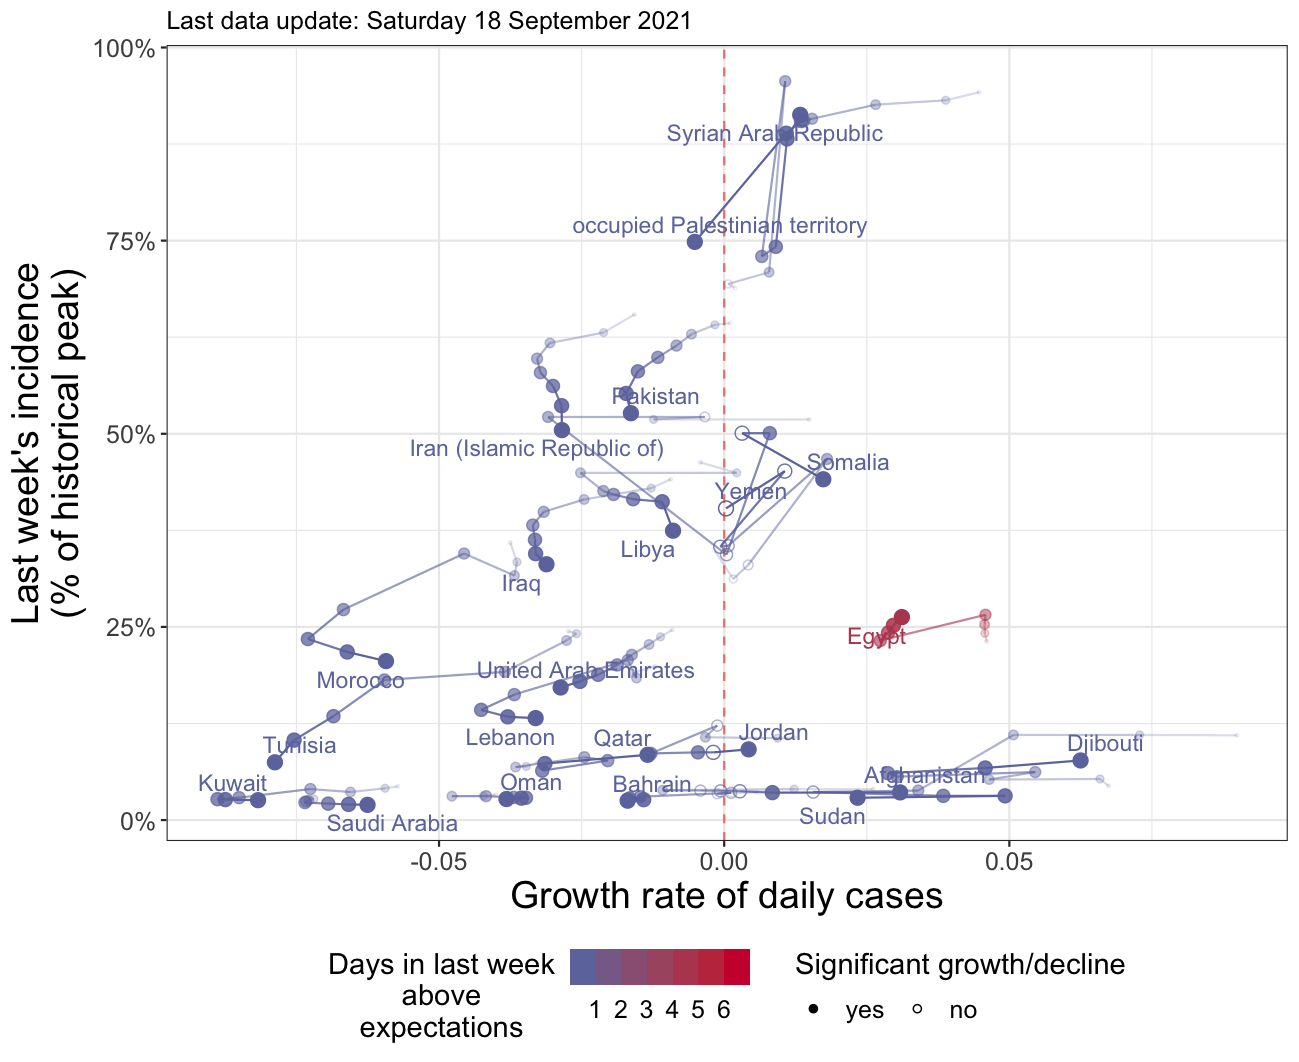 Last data update: Saturday 18 September 2021
100%
75%
50%
25%
0%
Last week's incidence
(% of historical peak)
Syrian Arab Republic
occupied Palestinian territory
Pakistan
Iran (Islamic Republic of)
Somalia
Yemen
Libya
Iraq
Egypt
United Arab Emirates
Morocco
Lebanon
Qatar
Jordan
Djibouti
Tunisia
Kuwait
Oman
Bahrain
Afghanistan
Sudan
Saudi Arabia
-0.05
0.00
0.05
Growth rate of daily cases
Days in last week
above
expectations
1 2 3 4 5 6
Significant growth/decline
yes
no